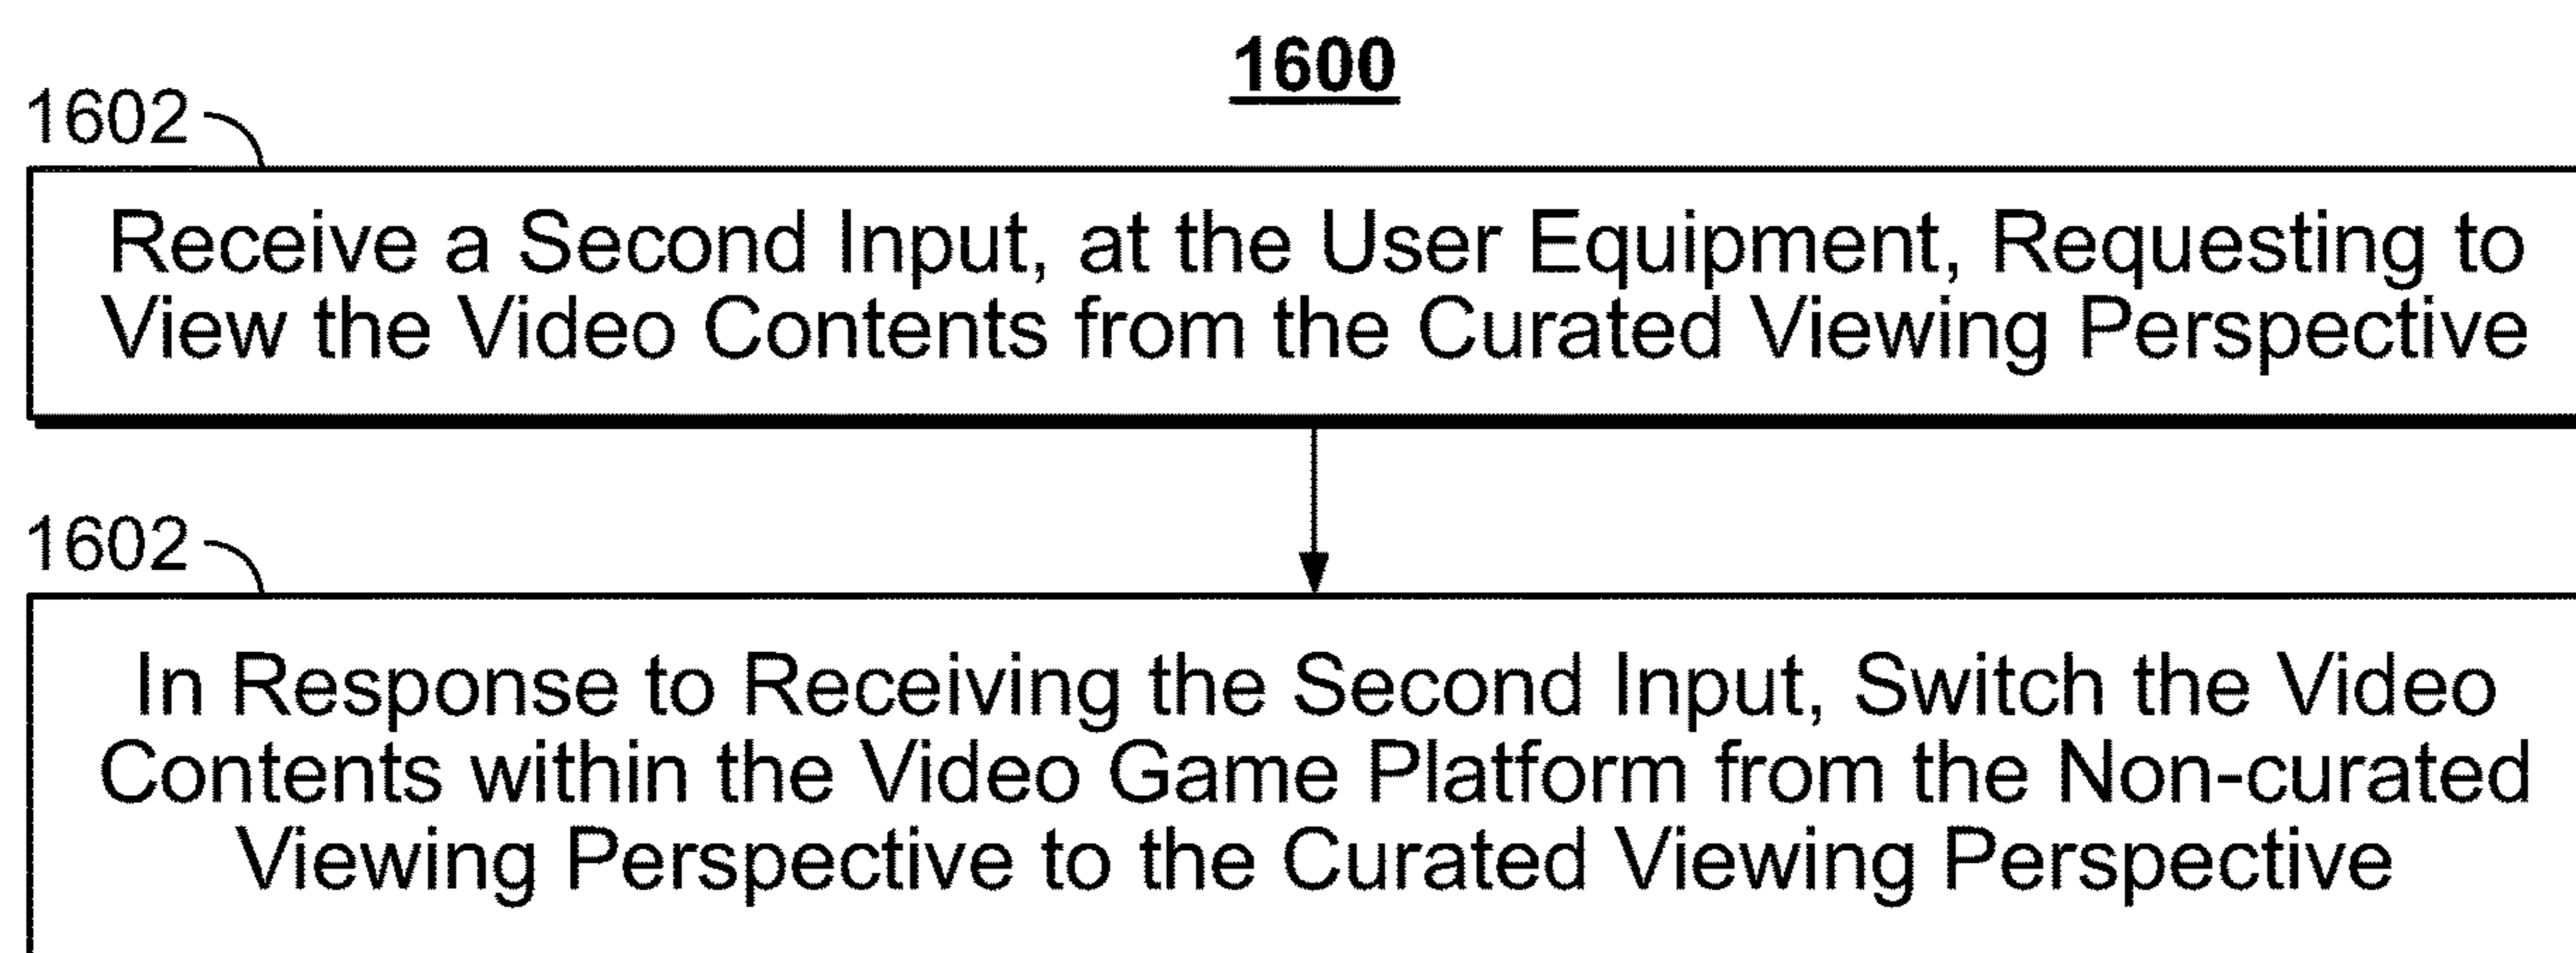 1600
1602
Receive a Second Input, at the User Equipment, Requesting to
View the Video Contents from the Curated Viewing Perspective
1602
In Response to Receiving the Second Input, Switch the Video
Contents within the Video Game Platform from the Non-curated
Viewing Perspective to the Curated Viewing Perspective